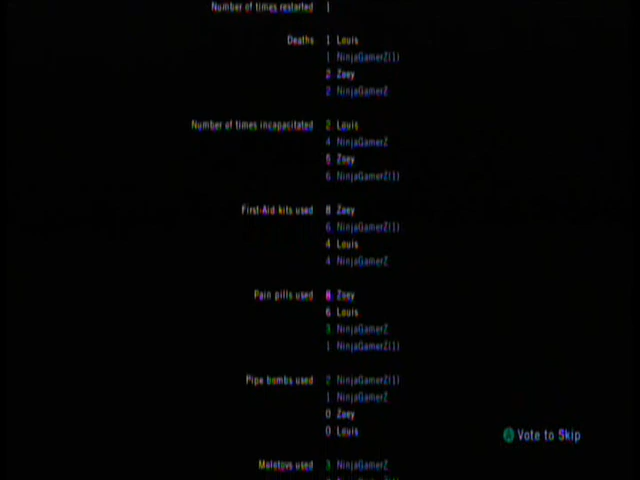 Number of times restarted 1
Deaths 1 Louis
1 NinjaGamerZ(1)
2 Zoey
2 NinjaGamerZ
Number of times incapacitated 2 Louis
4 NinjaGamerZ
6 Zoey
6 NinjaGamerZ(1)
First-Aid kits used 8 Zoey
6 NinjaGamerZ(1)
4 Louis
4 NinjaGamerZ
Pain pills used 8 Zoey
6 Louis
3 NinjaGamerZ
1 NinjaGamerZ(1)
Pipe bombs used 2 NinjaGamerZ(1)
1 NinjaGamerZ
0 Zoey
0 Louis
A Vote to Skip
Molotovs used 3 NinjaGamerZ